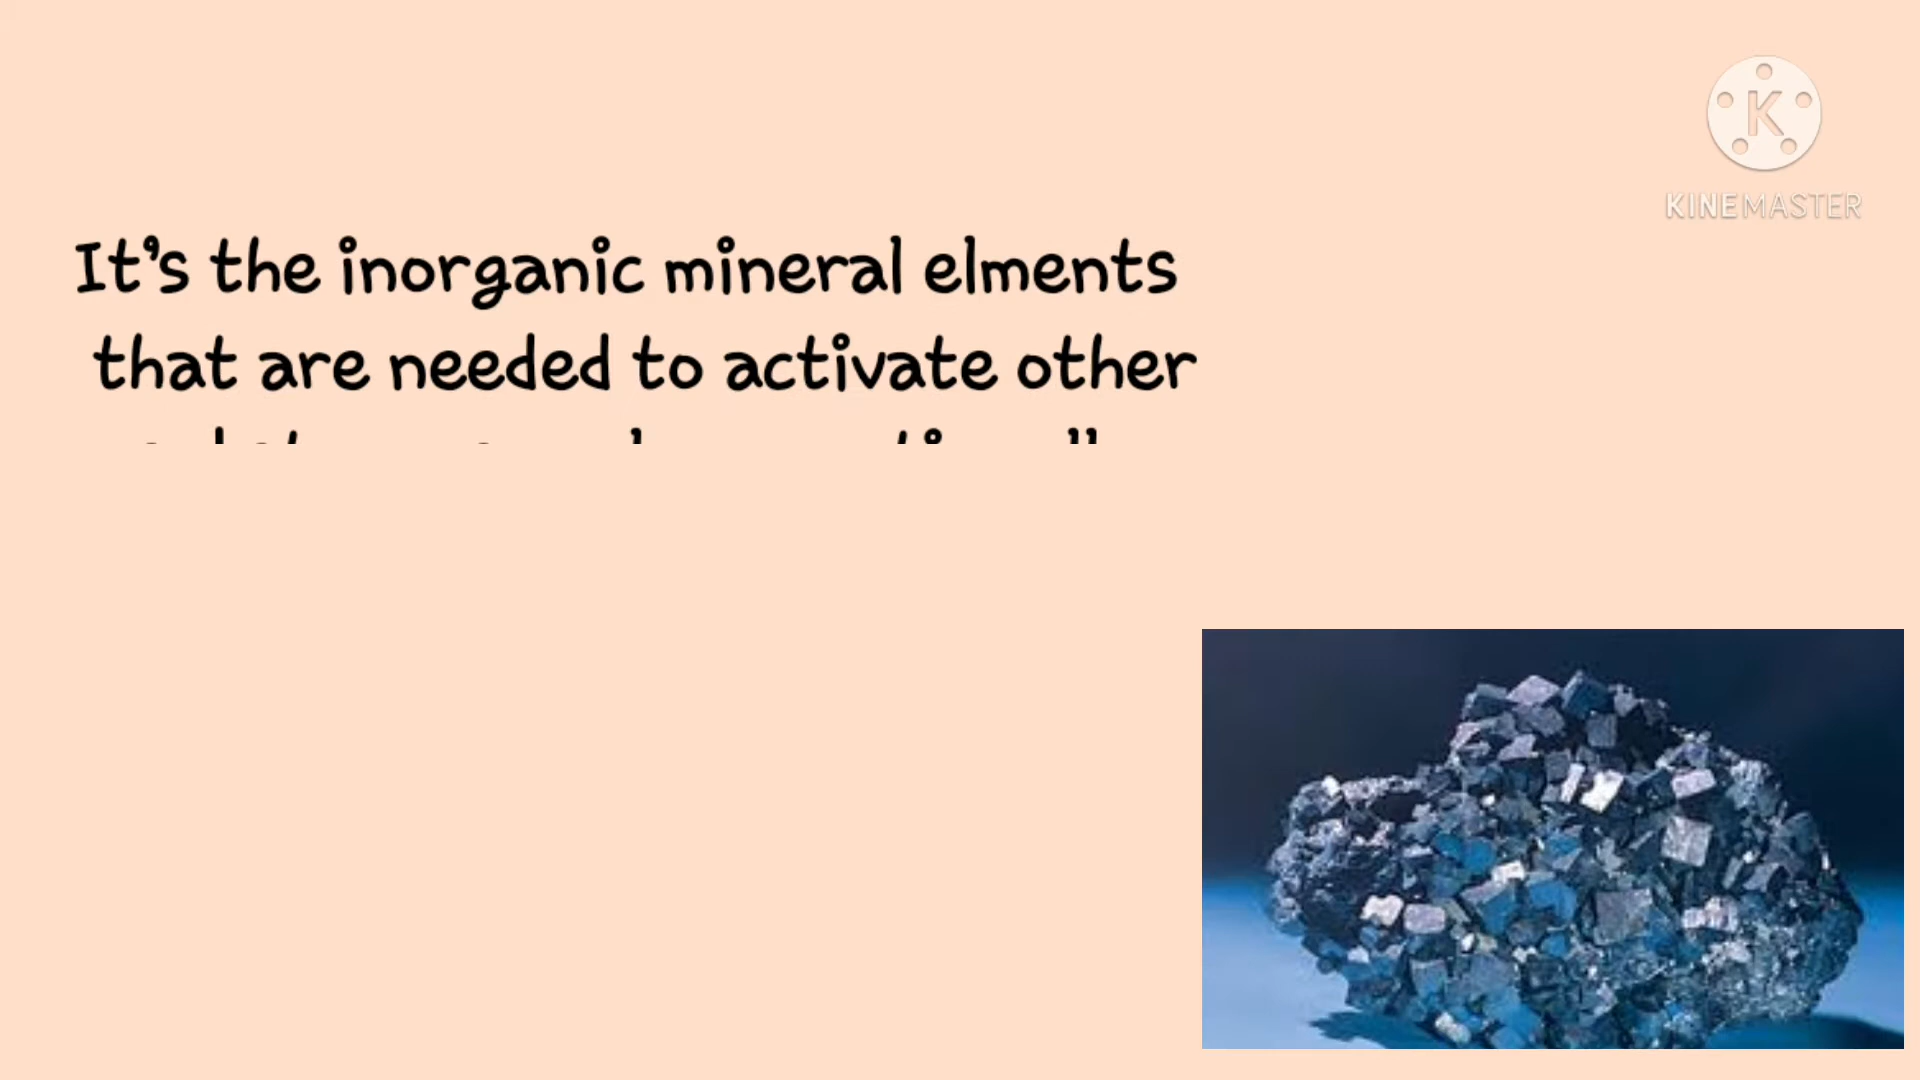 KINEMASTER
It's the inorganic mineral elments
that are needed to activate other